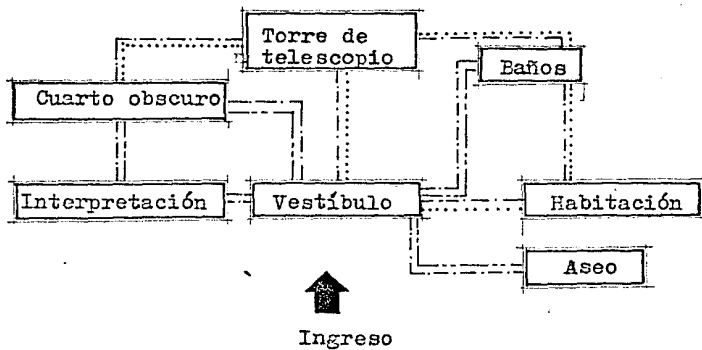 Torre de
telescopio
Baños
Cuarto obscuro
Interpretación
Vestíbulo
Habitación
Aseo
Ingreso